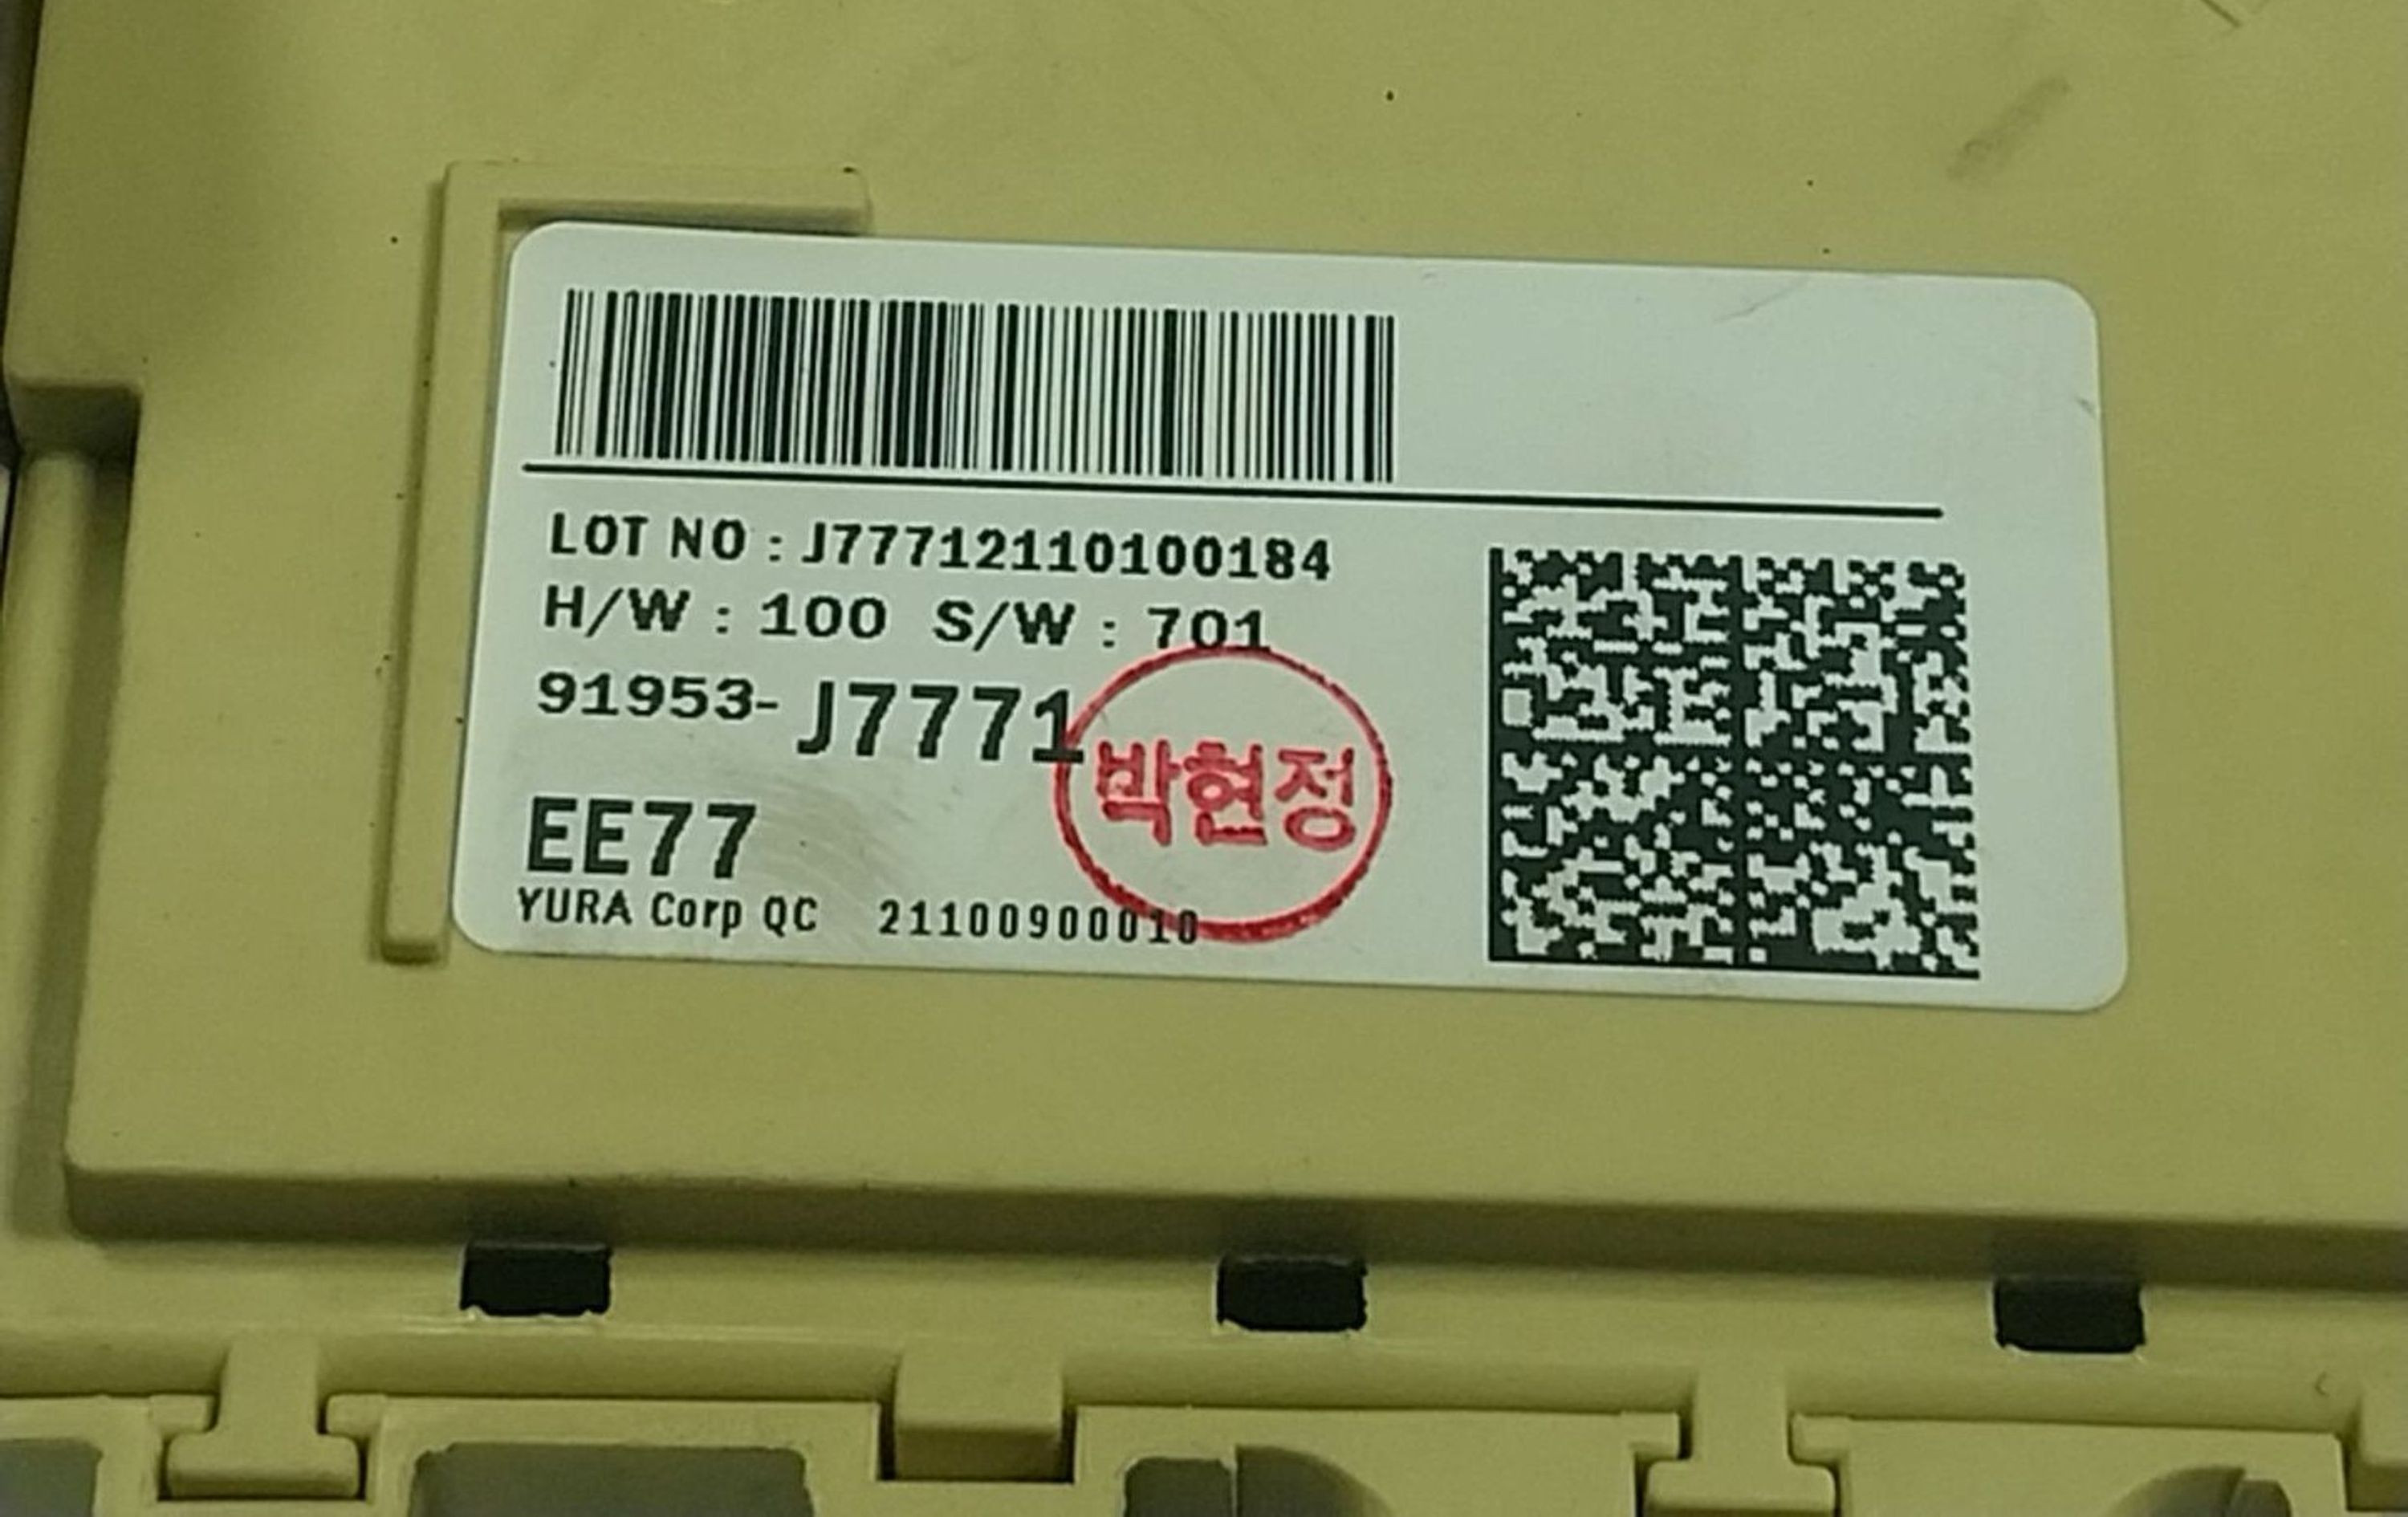 LOT NO : J77712110100184
H/W : 100 S/W : 701
91953- J7771
박현정
EE77
YURA Corp QC 21100900010